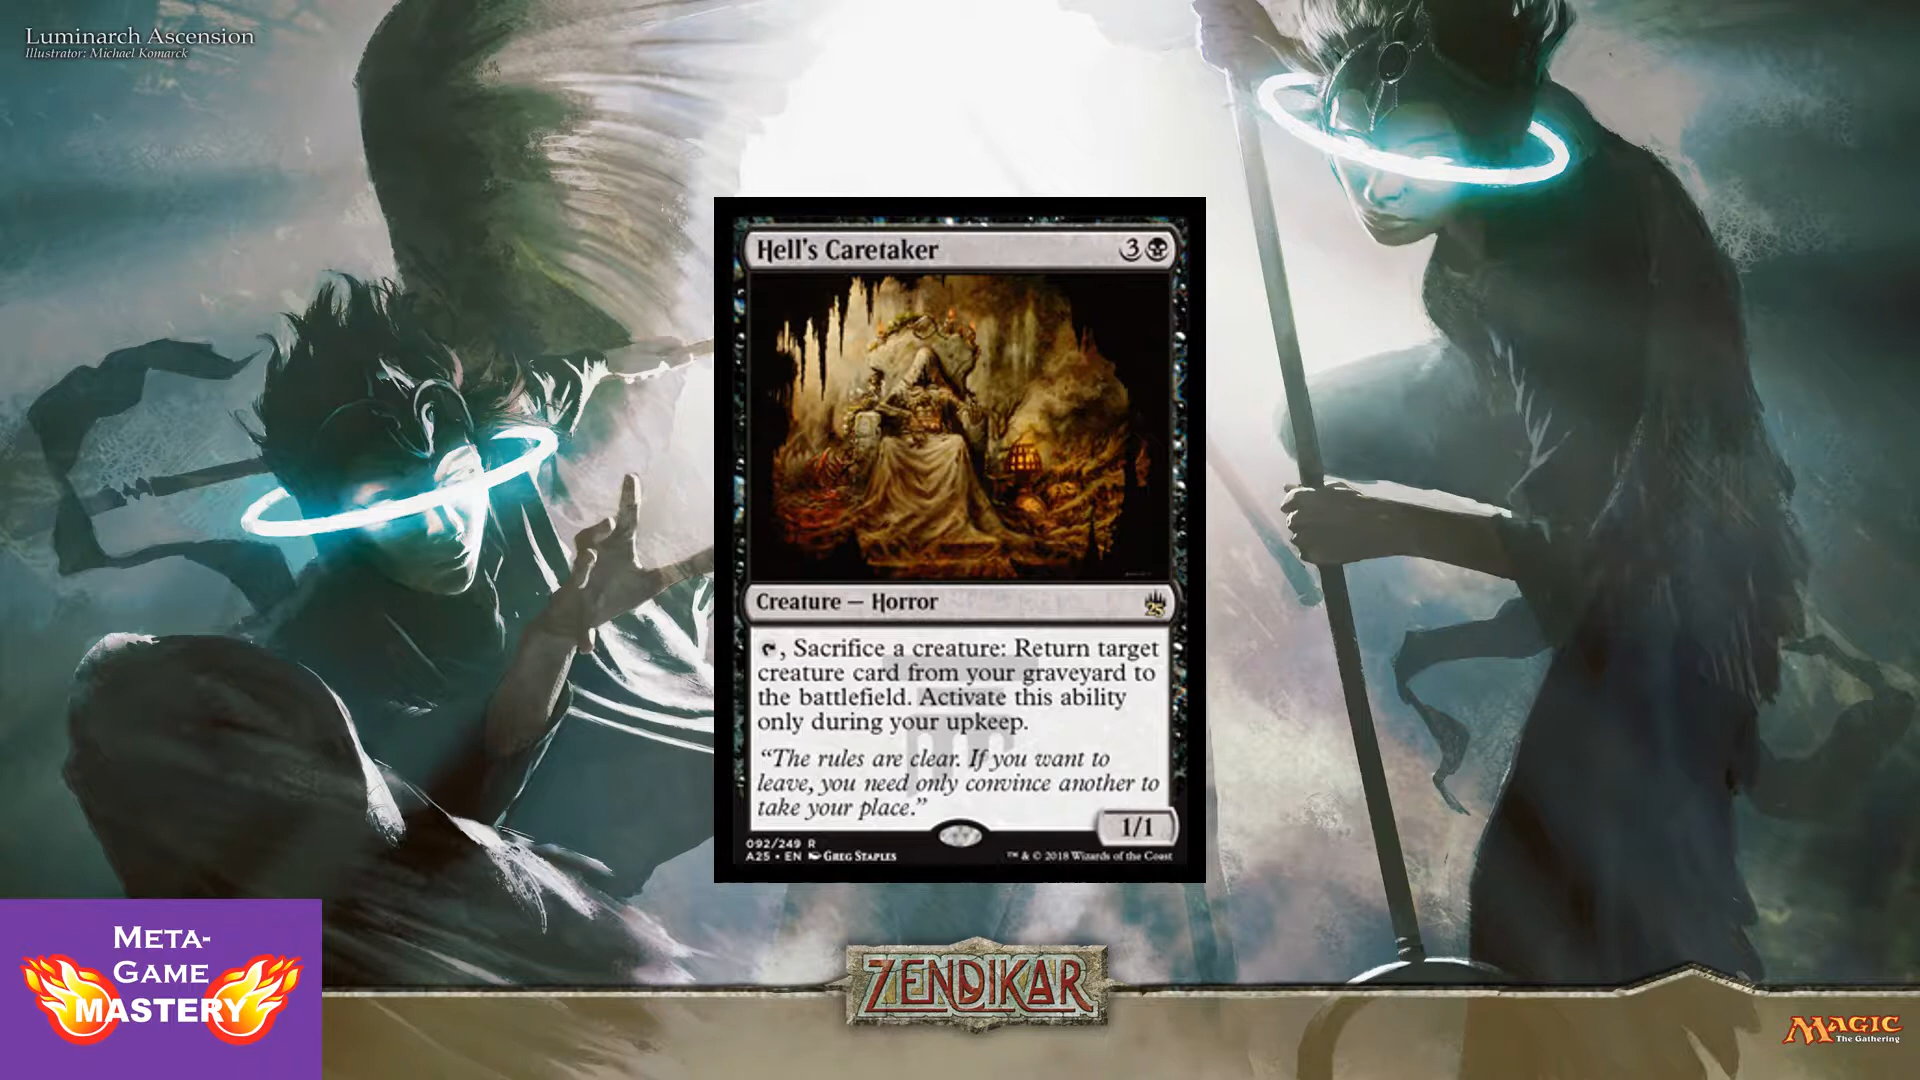 Luminarch Ascension
Illustrator: Michael Komarck
Hell's Caretaker 3
Creature — Horror
25
, Sacrifice a creature: Return target
creature card from your graveyard to
the battlefield. Activate this ability
only during your upkeep.
"The rules are clear. If you want to
leave, you need only convince another to
take your place."
1/1
092/249 R
A25 • EN Greg Staples
™ & © 2018 Wizards of the Coast
META-
GAME
MASTERY
ZENDIKAR
MAGIC
The Gathering